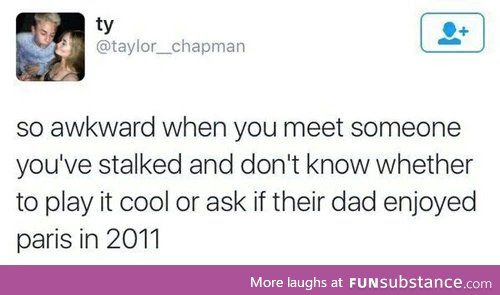 ty
@taylor__chapman
so awkward when you meet someone
you've stalked and don't know whether
to play it cool or ask if their dad enjoyed
paris in 2011
More laughs at FUNsubstance.com